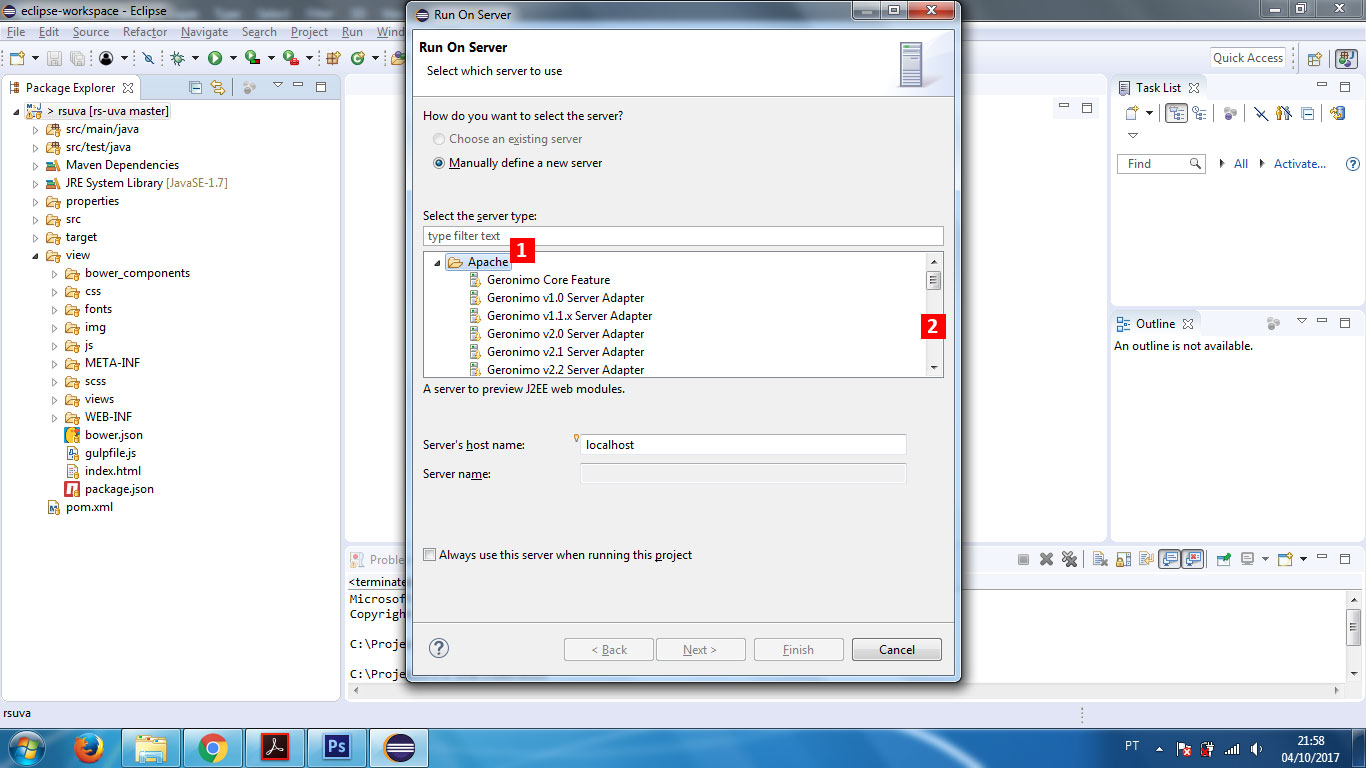 eclipse-workspace - Eclipse
File Edit Source Refactor Navigate Search Project Run
Quick Access
Package Explorer
> rsuva [rs-uva master]
src/main/java
src/test/java
Maven Dependencies
JRE System Library [JavaSE-1.7]
properties
src
target
view
bower_components
css
fonts
img
js
META-INF
scss
views
WEB-INF
bower.json
gulpfile.js
index.html
package.json
pom.xml
Run On Server
Run On Server
Select which server to use
How do you want to select the server?
Choose an existing server
Manually define a new server
Select the server type:
type filter text
1
Apache
Geronimo Core Feature
Geronimo v1.0 Server Adapter
Geronimo v1.1.x Server Adapter
Geronimo v2.0 Server Adapter
Geronimo v2.1 Server Adapter
Geronimo v2.2 Server Adapter
2
A server to preview J2EE web modules.
Server's host name: localhost
Server name:
Always use this server when running this project
< Back Next > Finish Cancel
Task List
Find All Activate...
Outline
An outline is not available.
Proble
<terminate
Microsof
Copyrigh
C:\Proje
C:\Proje
rsuva
Ps
PT
21:58
04/10/2017